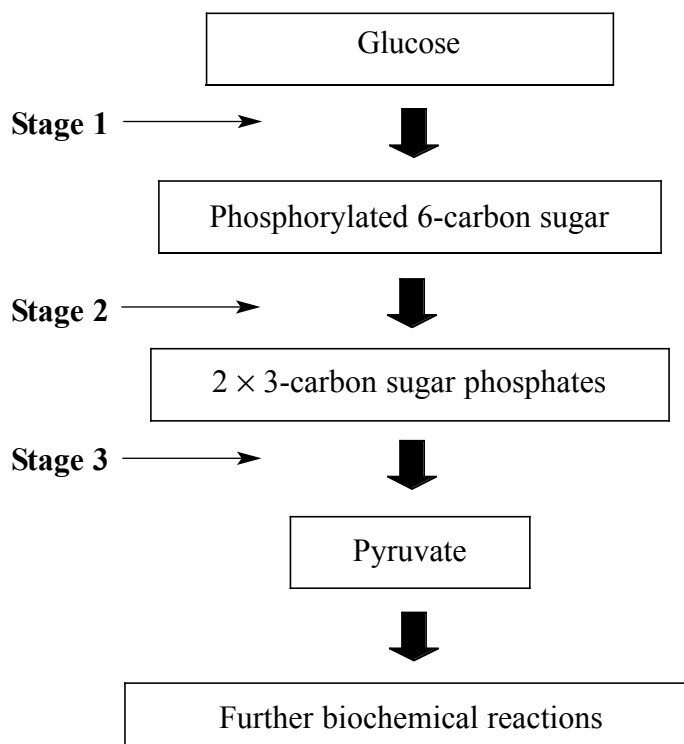 Glucose
Stage 1
Phosphorylated 6-carbon sugar
Stage 2
2 × 3-carbon sugar phosphates
Stage 3
Pyruvate
Further biochemical reactions